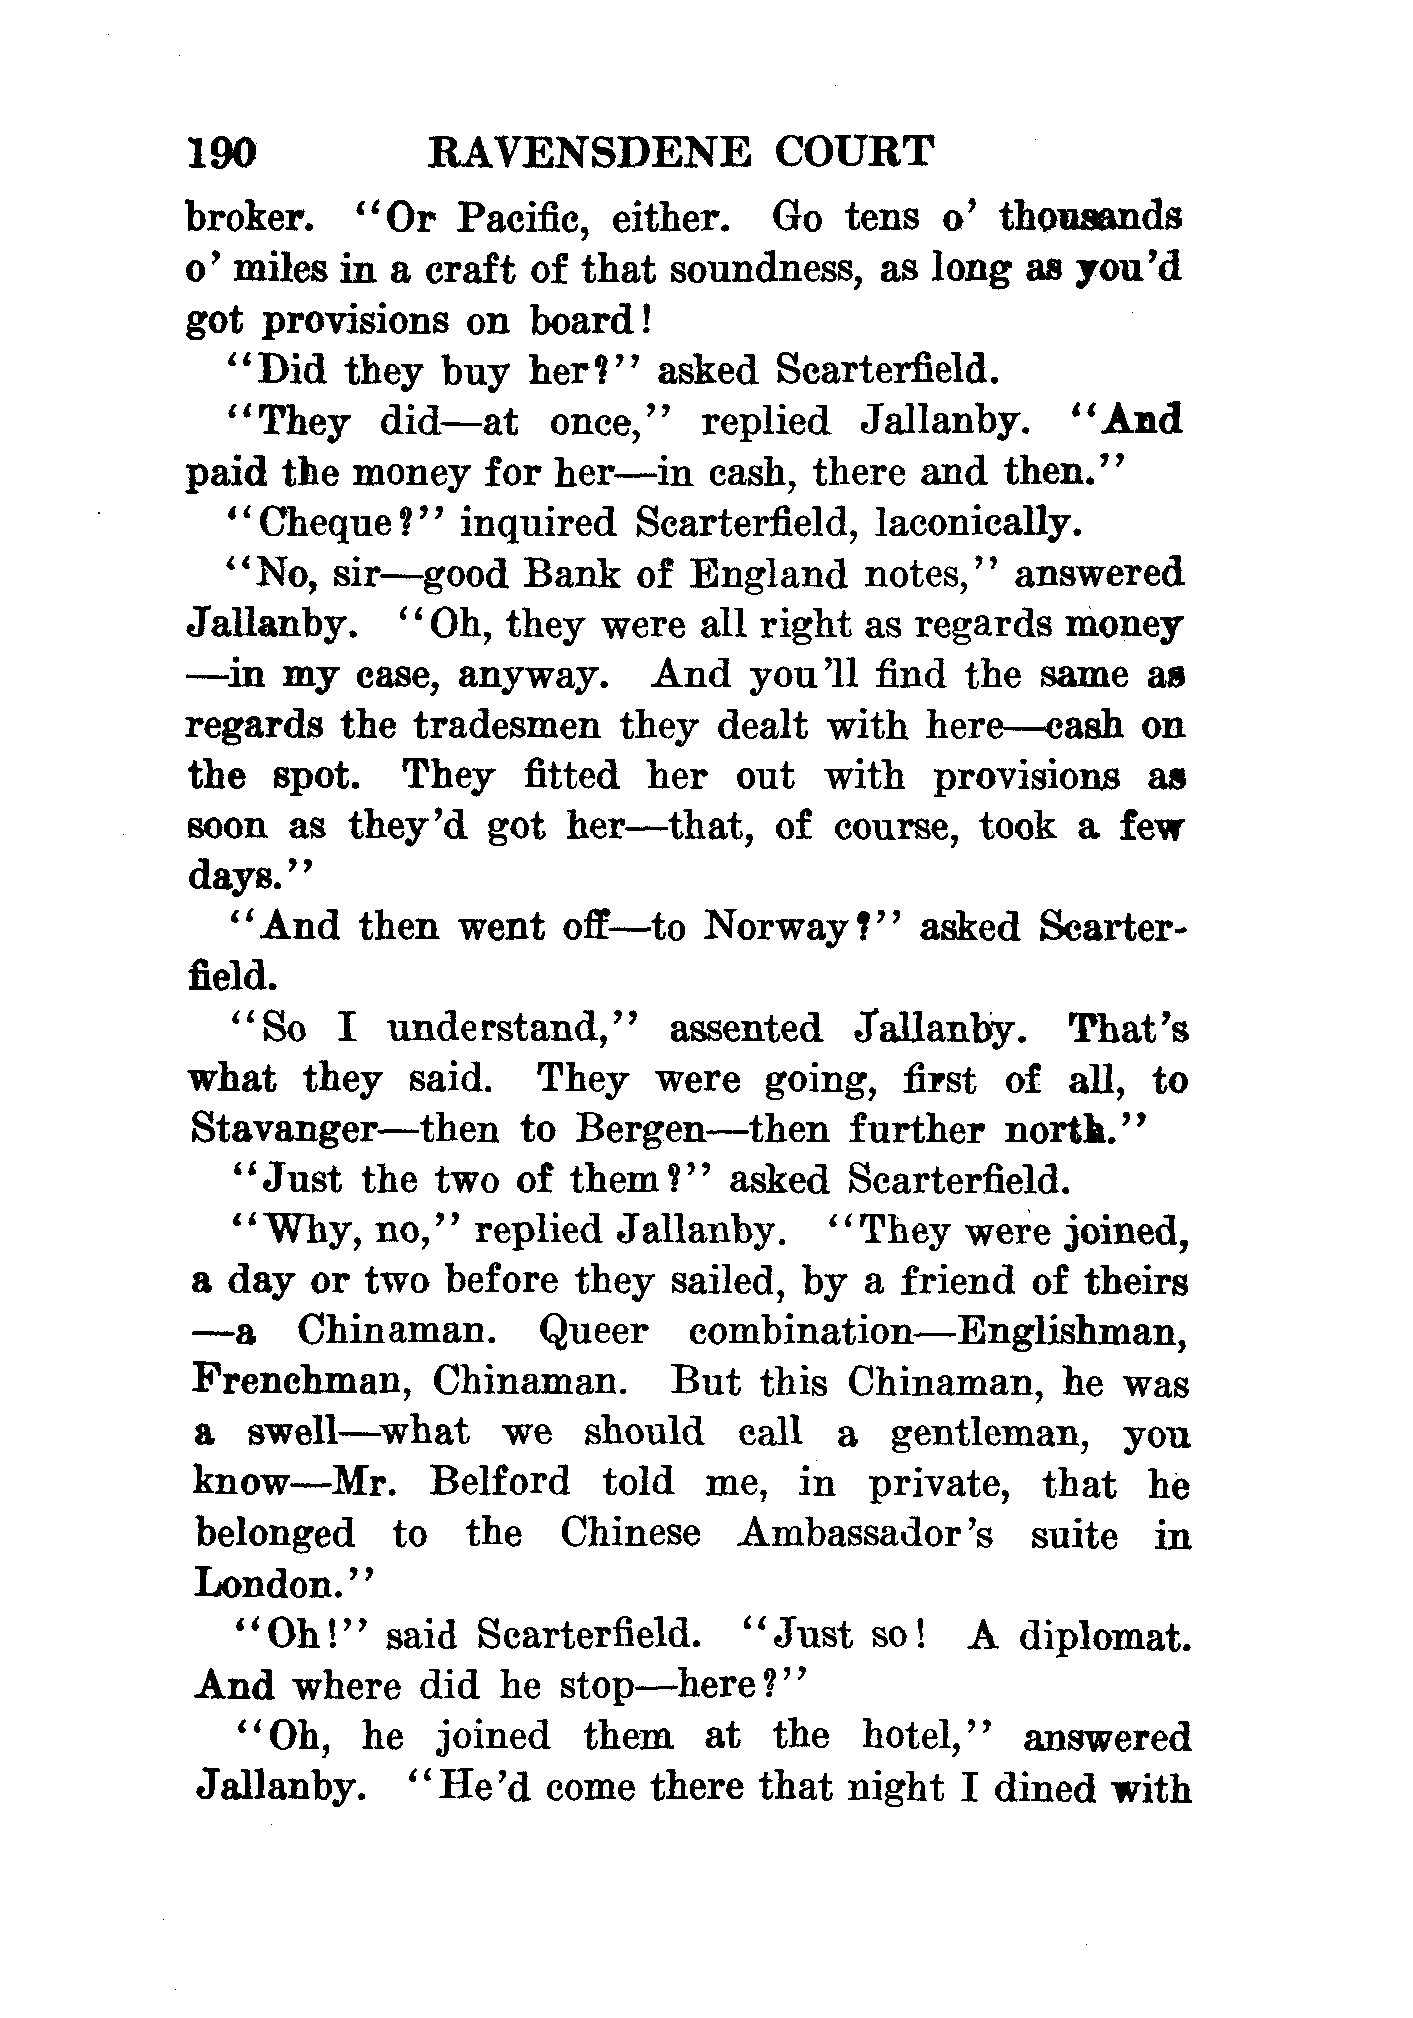 190 RAVENSDENE COURT
broker. "Or Pacific, either. Go tens o' thousands
o' miles in a craft of that soundness, as long as you'd
got provisions on board!
"Did they buy her?" asked Scarterfield.
"They did—at once," replied Jallanby. "And
paid the money for her—in cash, there and then."
"Cheque?" inquired Scarterfield, laconically.
"No, sir—good Bank of England notes," answered
Jallanby. "Oh, they were all right as regards money
—in my case, anyway. And you'll find the same as
regards the tradesmen they dealt with here—cash on
the spot. They fitted her out with provisions as
soon as they'd got her—that, of course, took a few
days."
"And then went off—to Norway?" asked Scarter-
field.
"So I understand," assented Jallanby. That's
what they said. They were going, first of all, to
Stavanger—then to Bergen—then further north."
"Just the two of them?" asked Scarterfield.
"Why, no," replied Jallanby. "They were joined,
a day or two before they sailed, by a friend of theirs
—a Chinaman. Queer combination—Englishman,
Frenchman, Chinaman. But this Chinaman, he was
a swell—what we should call a gentleman, you
know—Mr. Belford told me, in private, that he
belonged to the Chinese Ambassador's suite in
London."
"Oh!" said Scarterfield. "Just so! A diplomat.
And where did he stop—here?"
"Oh, he joined them at the hotel," answered
Jallanby. "He'd come there that night I dined with